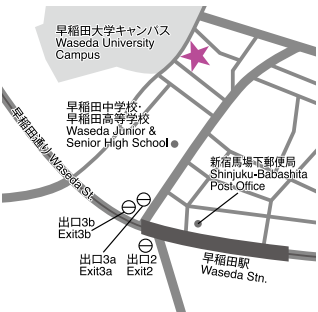 早稲田大学キャンパス
Waseda University
Campus
早稲田中学校・
早稲田高等学校
Waseda Junior &
Senior High School
早稲田通り Waseda St.
新宿馬場下郵便局
Shinjuku-Babashita
Post Office
出口3b
Exit3b
出口3a
Exit3a
出口2
Exit2
早稲田駅
Waseda Stn.